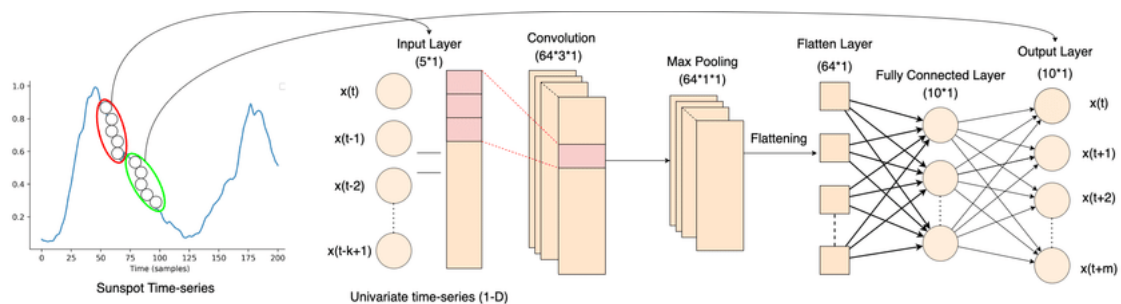 1.0
0.8
0.6
0.4
0.2
0 25 50 75 100 125 150 175 200
Time (samples)
Sunspot Time-series
Input Layer
(5*1)
x(t)
x(t-1)
x(t-2)
x(t-k+1)
Univariate time-series (1-D)
Convolution
(64*3*1)
Max Pooling
(64*1*1)
Flattening
Flatten Layer
(64*1)
Fully Connected Layer
(10*1)
Output Layer
(10*1)
x(t)
x(t+1)
x(t+2)
x(t+m)